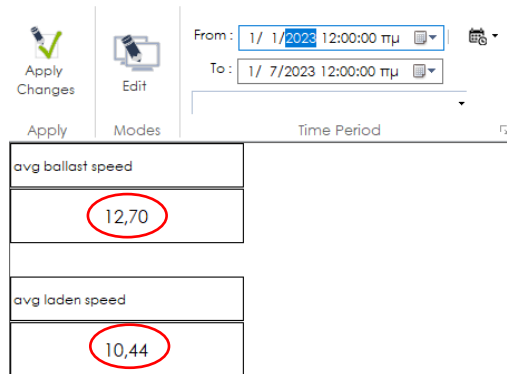 From : 1/ 1/2023 12:00:00 πμ
To : 1/ 7/2023 12:00:00 πμ
Apply
Changes
Edit
Apply
Modes
Time Period
avg ballast speed
12,70
avg laden speed
10,44